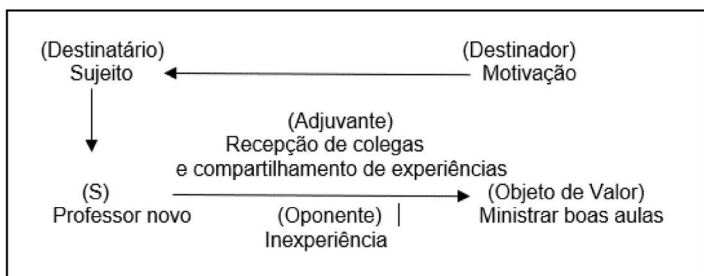 (Destinatário)
Sujeito
(Destinador)
Motivação
(Adjuvante)
Recepção de colegas
e compartilhamento de experiências
(S)
Professor novo
(Oponente)
Inexperiência
(Objeto de Valor)
Ministrar boas aulas